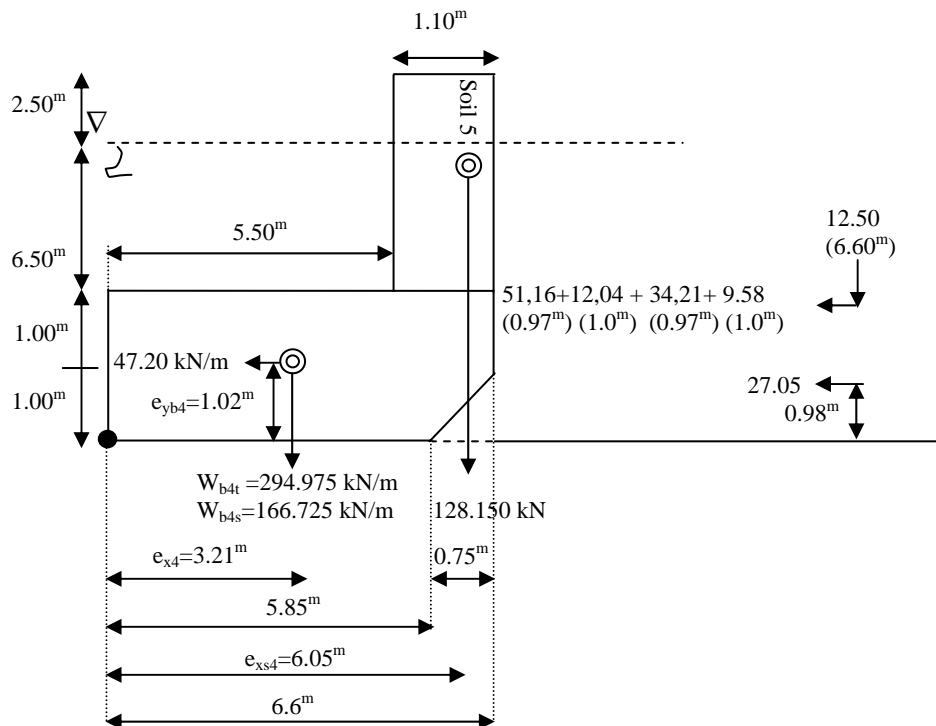 1.10m
2.50m
Soil 5
6.50m
5.50m
12.50
(6.60m)
51,16+12,04 + 34,21+ 9.58
(0.97m) (1.0m) (0.97m) (1.0m)
1.00m
47.20 kN/m
27.05
1.00m
eyb4=1.02m
0.98m
Wb4t =294.975 kN/m
Wb4s=166.725 kN/m
128.150 kN
ex4=3.21m
0.75m
5.85m
exs4=6.05m
6.6m